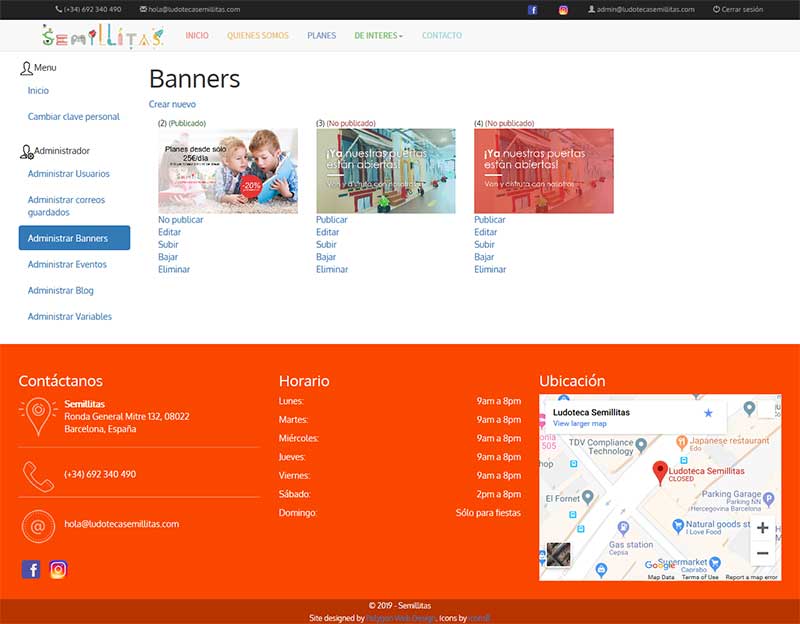 (+34) 692 340 490
hola@ludotecasemillitas.com
admin@ludotecasemillitas.com
Cerrar sesión
SEMILLÍTAS
INICIO
QUIENES SOMOS
PLANES
DE INTERES
CONTACTO
Menu
Inicio
Cambiar clave personal
Administrador
Administrar Usuarios
Administrar correos
guardados
Administrar Banners
Administrar Eventos
Administrar Blog
Administrar Variables
Banners
Crear nuevo
(2) (Publicado)
Planes desde sólo
25€/día
-20%
No publicar
Editar
Subir
Bajar
Eliminar
(3) (No publicado)
¡Ya nuestras puertas
están abiertas!
Ven y disfruta con nosotros
Publicar
Editar
Subir
Bajar
Eliminar
(4) (No publicado)
¡Ya nuestras puertas
están abiertas!
Ven y disfruta con nosotros
Publicar
Editar
Subir
Bajar
Eliminar
Contáctanos
Semillitas
Ronda General Mitre 132, 08022
Barcelona, España
(+34) 692 340 490
hola@ludotecasemillitas.com
Horario
Lunes: 9am a 8pm
Martes: 9am a 8pm
Miércoles: 9am a 8pm
Jueves: 9am a 8pm
Viernes: 9am a 8pm
Sábado: 2pm a 8pm
Domingo: Sólo para fiestas
Ubicación
Ludoteca Semillitas
View larger map
onia
505
TDV Compliance
Technology
Japanese restaurant
Edo
hop
Ludoteca Semillitas
CLOSED
El Fornet
Parking Garage
Parking NN -
Hercegovina Barcelona
Natural goods st
I Love Food
Gas station
Cepsa
Supermarket
Caprabo
Google
Map Data
Terms of Use
Report a map error
© 2019 - Semillitas
Site designed by Polygon Web Design. Icons by icons8